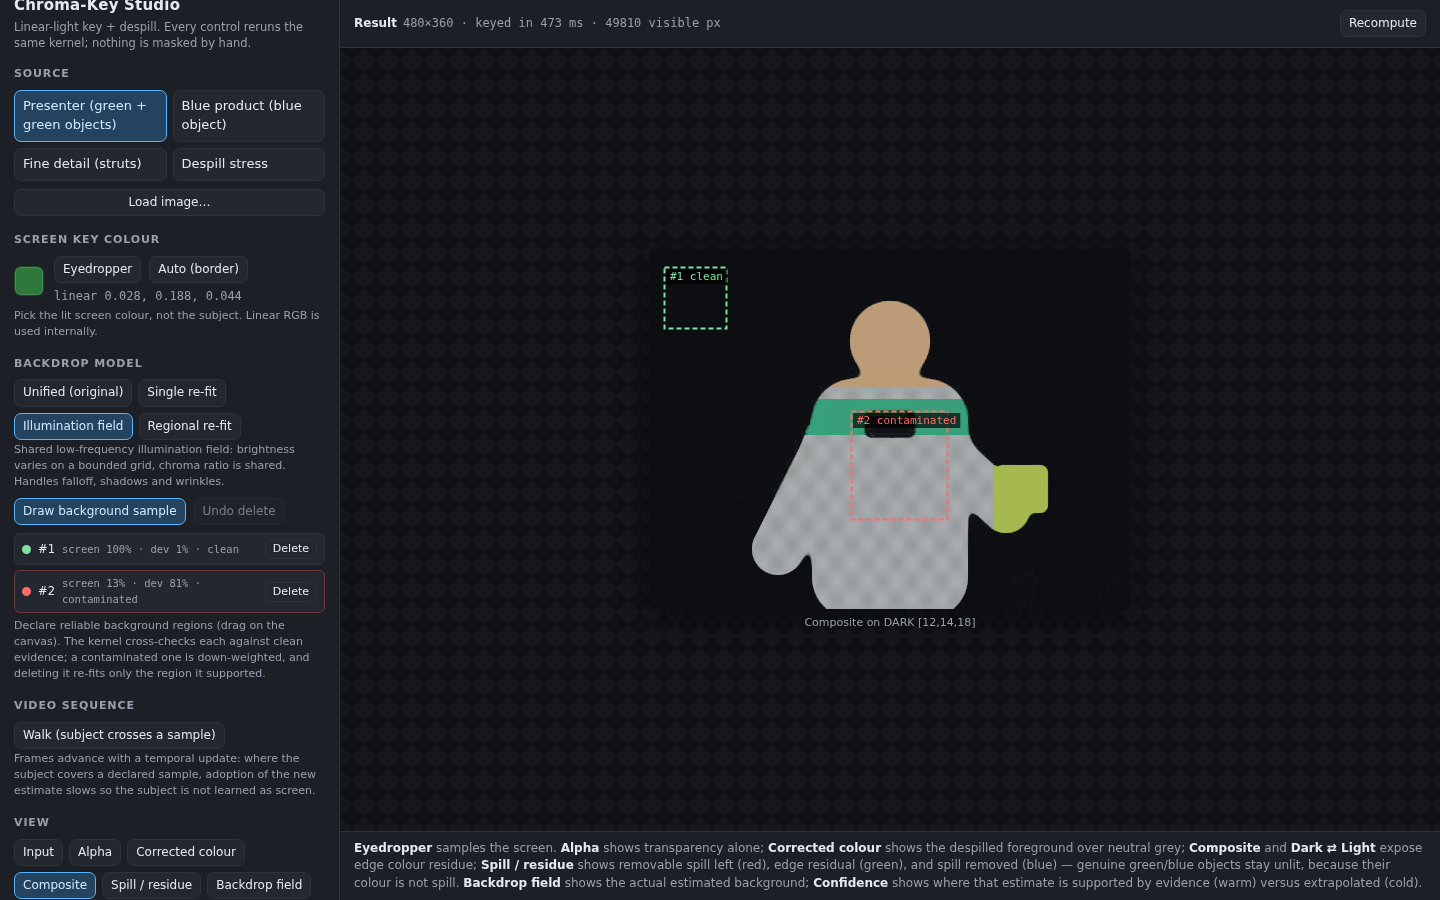 Chroma-Key Studio
Linear-light key + despill. Every control reruns the
same kernel; nothing is masked by hand.
SOURCE
Presenter (green +
green objects)
Blue product (blue
object)
Fine detail (struts)
Despill stress
Load image…
SCREEN KEY COLOUR
Eyedropper
Auto (border)
linear 0.028, 0.188, 0.044
Pick the lit screen colour, not the subject. Linear RGB is
used internally.
BACKDROP MODEL
Unified (original)
Single re-fit
Illumination field
Regional re-fit
Shared low-frequency illumination field: brightness
varies on a bounded grid, chroma ratio is shared.
Handles falloff, shadows and wrinkles.
Draw background sample
Undo delete
#1 screen 100% · dev 1% · clean Delete
#2 screen 13% · dev 81% ·
contaminated
Delete
Declare reliable background regions (drag on the
canvas). The kernel cross-checks each against clean
evidence; a contaminated one is down-weighted, and
deleting it re-fits only the region it supported.
VIDEO SEQUENCE
Walk (subject crosses a sample)
Frames advance with a temporal update: where the
subject covers a declared sample, adoption of the new
estimate slows so the subject is not learned as screen.
VIEW
Input
Alpha
Corrected colour
Composite
Spill / residue
Backdrop field
Result 480×360 · keyed in 473 ms · 49810 visible px
Recompute
#1 clean
#2 contaminated
Composite on DARK [12,14,18]
Eyedropper samples the screen. Alpha shows transparency alone; Corrected colour shows the despilled foreground over neutral grey; Composite and Dark ⇄ Light expose
edge colour residue; Spill / residue shows removable spill left (red), edge residual (green), and spill removed (blue) — genuine green/blue objects stay unlit, because their
colour is not spill. Backdrop field shows the actual estimated background; Confidence shows where that estimate is supported by evidence (warm) versus extrapolated (cold).